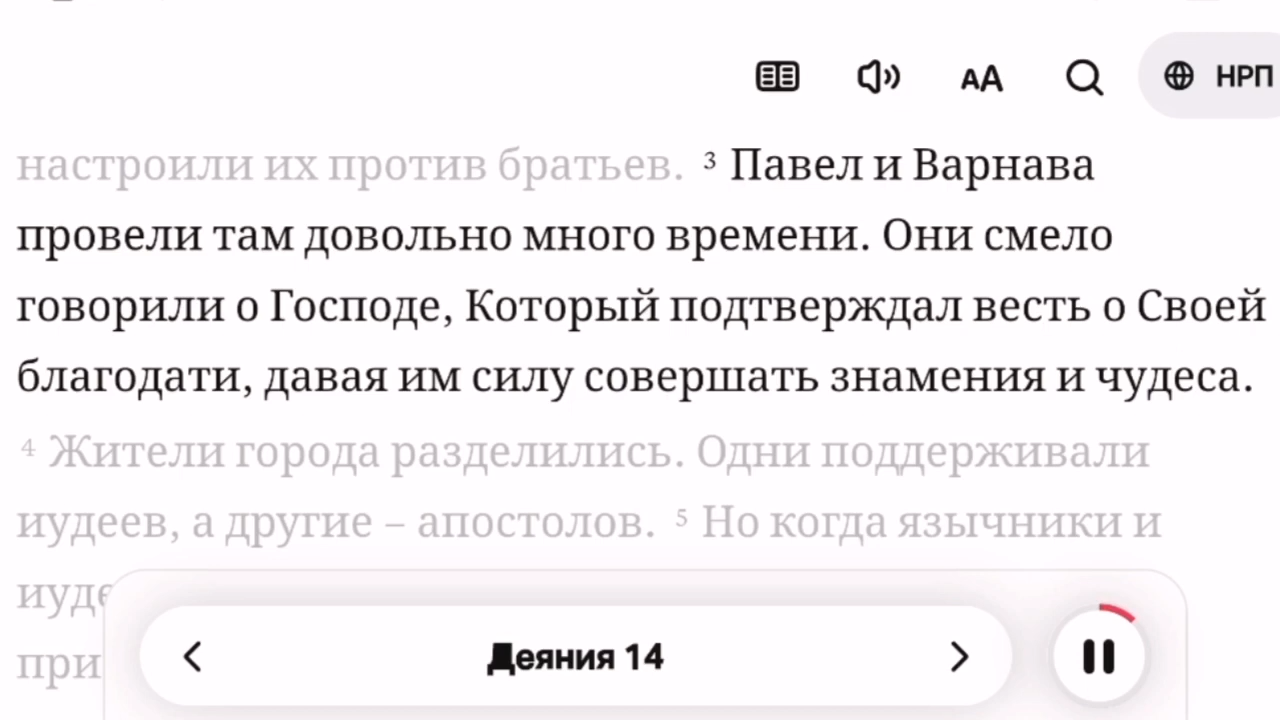 АА
НРП
настроили их против братьев. 3 Павел и Варнава
провели там довольно много времени. Они смело
говорили о Господе, Который подтверждал весть о Своей
благодати, давая им силу совершать знамения и чудеса.
4 Жители города разделились. Одни поддерживали
иудеев, а другие – апостолов. 5 Но когда язычники и
Деяния 14